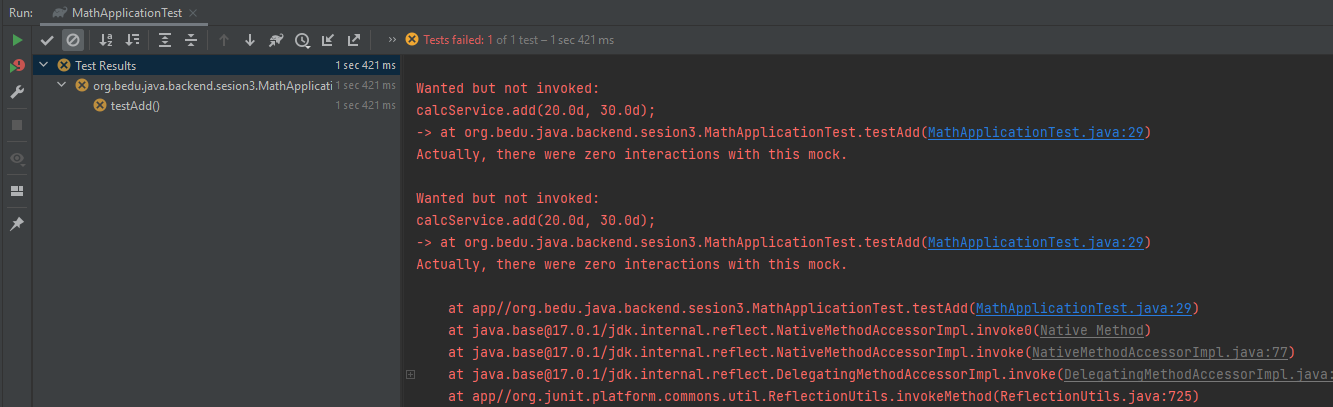 Run: MathApplicationTest
Tests failed: 1 of 1 test – 1 sec 421 ms
Test Results 1 sec 421 ms
org.bedu.java.backend.sesion3.MathApplicati 1 sec 421 ms
testAdd() 1 sec 421 ms
Wanted but not invoked:
calcService.add(20.0d, 30.0d);
-> at org.bedu.java.backend.sesion3.MathApplicationTest.testAdd(MathApplicationTest.java:29)
Actually, there were zero interactions with this mock.
Wanted but not invoked:
calcService.add(20.0d, 30.0d);
-> at org.bedu.java.backend.sesion3.MathApplicationTest.testAdd(MathApplicationTest.java:29)
Actually, there were zero interactions with this mock.
at app//org.bedu.java.backend.sesion3.MathApplicationTest.testAdd(MathApplicationTest.java:29)
at java.base@17.0.1/jdk.internal.reflect.NativeMethodAccessorImpl.invoke0(Native Method)
at java.base@17.0.1/jdk.internal.reflect.NativeMethodAccessorImpl.invoke(NativeMethodAccessorImpl.java:77)
at java.base@17.0.1/jdk.internal.reflect.DelegatingMethodAccessorImpl.invoke(DelegatingMethodAccessorImpl.java:
at app//org.junit.platform.commons.util.ReflectionUtils.invokeMethod(ReflectionUtils.java:725)